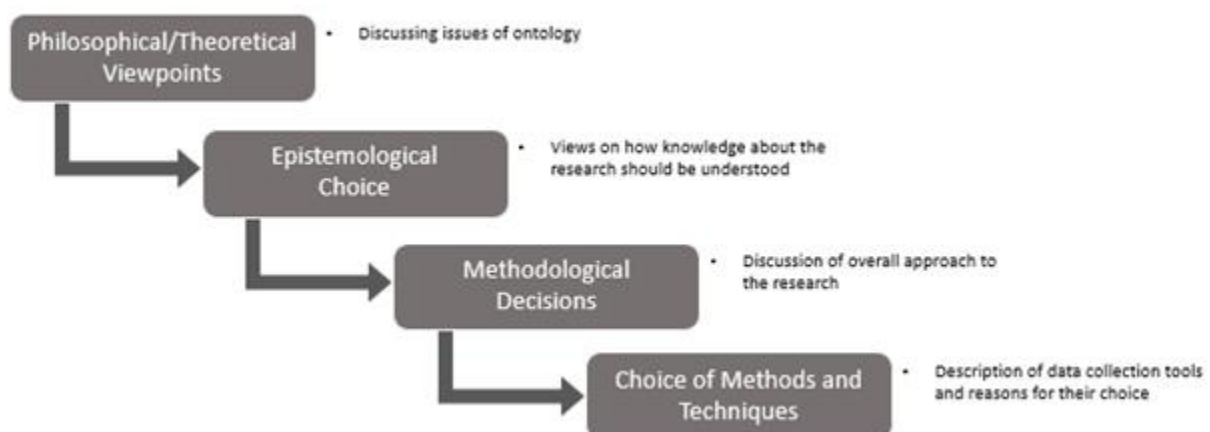 Philosophical/Theoretical
Viewpoints
• Discussing issues of ontology
Epistemological
Choice
• Views on how knowledge about the
research should be understood
Methodological
Decisions
• Discussion of overall approach to
the research
Choice of Methods and
Techniques
• Description of data collection tools
and reasons for their choice